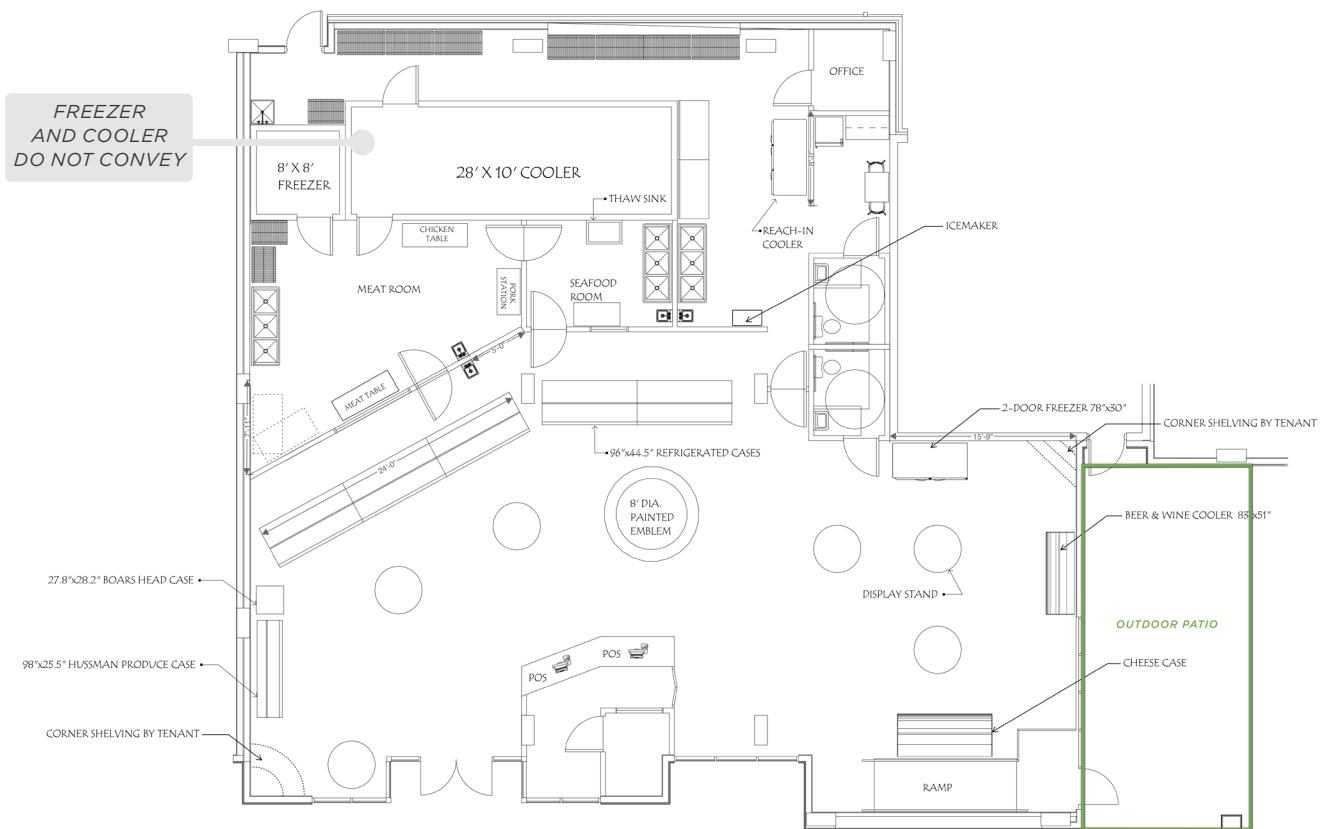 OFFICE
FREEZER
AND COOLER
DO NOT CONVEY
8' X 8'
FREEZER
28' X 10' COOLER
THAW SINK
CHICKEN
TABLE
REACH-IN
COOLER
ICEMAKER
MEAT ROOM
PORK
STATION
SEAFOOD
ROOM
5'-0"
MEAT TABLE
2-DOOR FREEZER 78"x30"
CORNER SHELVING BY TENANT
15'-9"
24'-0"
96"x44.5" REFRIGERATED CASES
8' DIA.
PAINTED
EMBLEM
BEER & WINE COOLER 83"x51"
27.8"x28.2" BOARS HEAD CASE
DISPLAY STAND
OUTDOOR PATIO
98"x25.5" HUSSMAN PRODUCE CASE
POS
POS
CHEESE CASE
CORNER SHELVING BY TENANT
RAMP